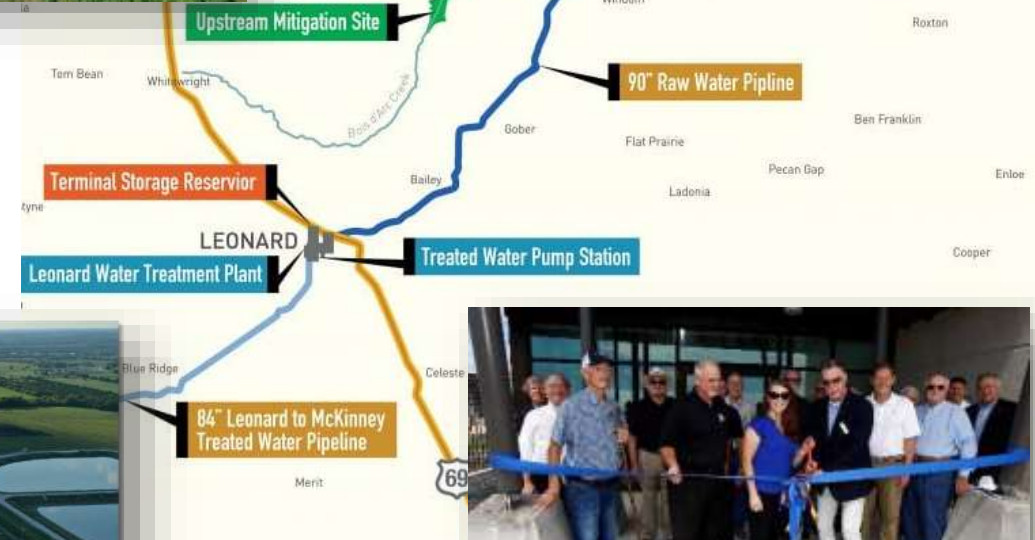 Upstream Mitigation Site
Roxton
Tom Bean
Whitewright
90" Raw Water Pipline
Bois d'Arc Creek
Gober
Ben Franklin
Flat Prairie
Pecan Gap
Enloe
Terminal Storage Reservior
Bailey
Ladonia
LEONARD
Treated Water Pump Station
Cooper
Leonard Water Treatment Plant
Blue Ridge
Celeste
84" Leonard to McKinney
Treated Water Pipeline
Merit
69